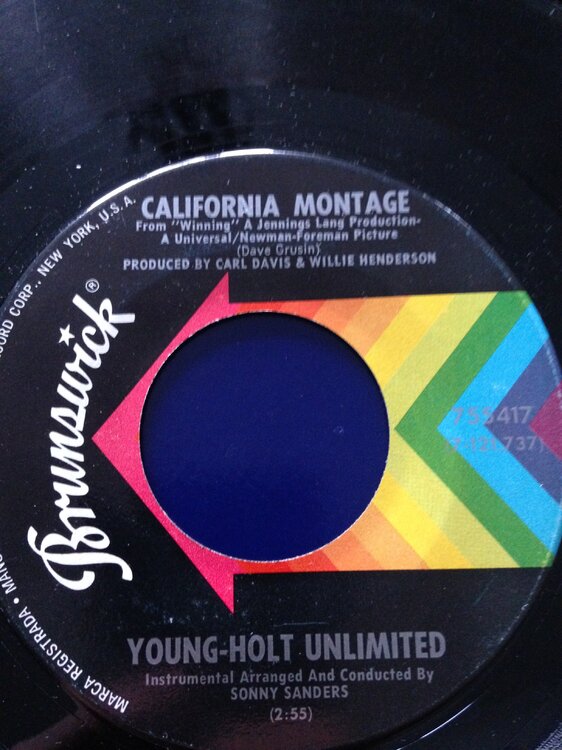 CALIFORNIA MONTAGE
From "Winning" A Jennings Lang Production-
A Universal/Newman-Foreman Picture
(Dave Grusin)
PRODUCED BY CARL DAVIS & WILLIE HENDERSON
CORP., NEW YORK, U.S.A.
Brunswick®
755417
MARCA REGISTRADA •
YOUNG-HOLT UNLIMITED
Instrumental Arranged And Conducted By
SONNY SANDERS
(2:55)